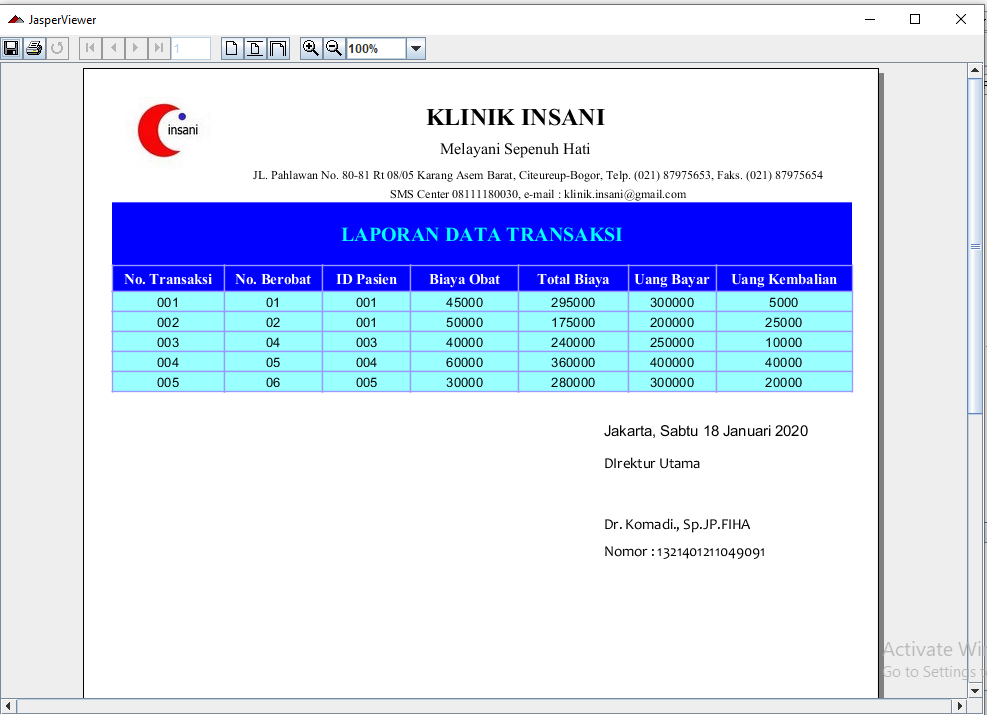 JasperViewer
1
100%
insani
KLINIK INSANI
Melayani Sepenuh Hati
JL. Pahlawan No. 80-81 Rt 08/05 Karang Asem Barat, Citeureup-Bogor, Telp. (021) 87975653, Faks. (021) 87975654
SMS Center 08111180030, e-mail : klinik.insani@gmail.com
LAPORAN DATA TRANSAKSI
No. Transaksi No. Berobat ID Pasien Biaya Obat Total Biaya Uang Bayar Uang Kembalian
001 01 001 45000 295000 300000 5000
002 02 001 50000 175000 200000 25000
003 04 003 40000 240000 250000 10000
004 05 004 60000 360000 400000 40000
005 06 005 30000 280000 300000 20000
Jakarta, Sabtu 18 Januari 2020
DIrektur Utama
Dr. Komadi., Sp.JP.FIHA
Nomor : 1321401211049091
Activate Wi
Go to Settings